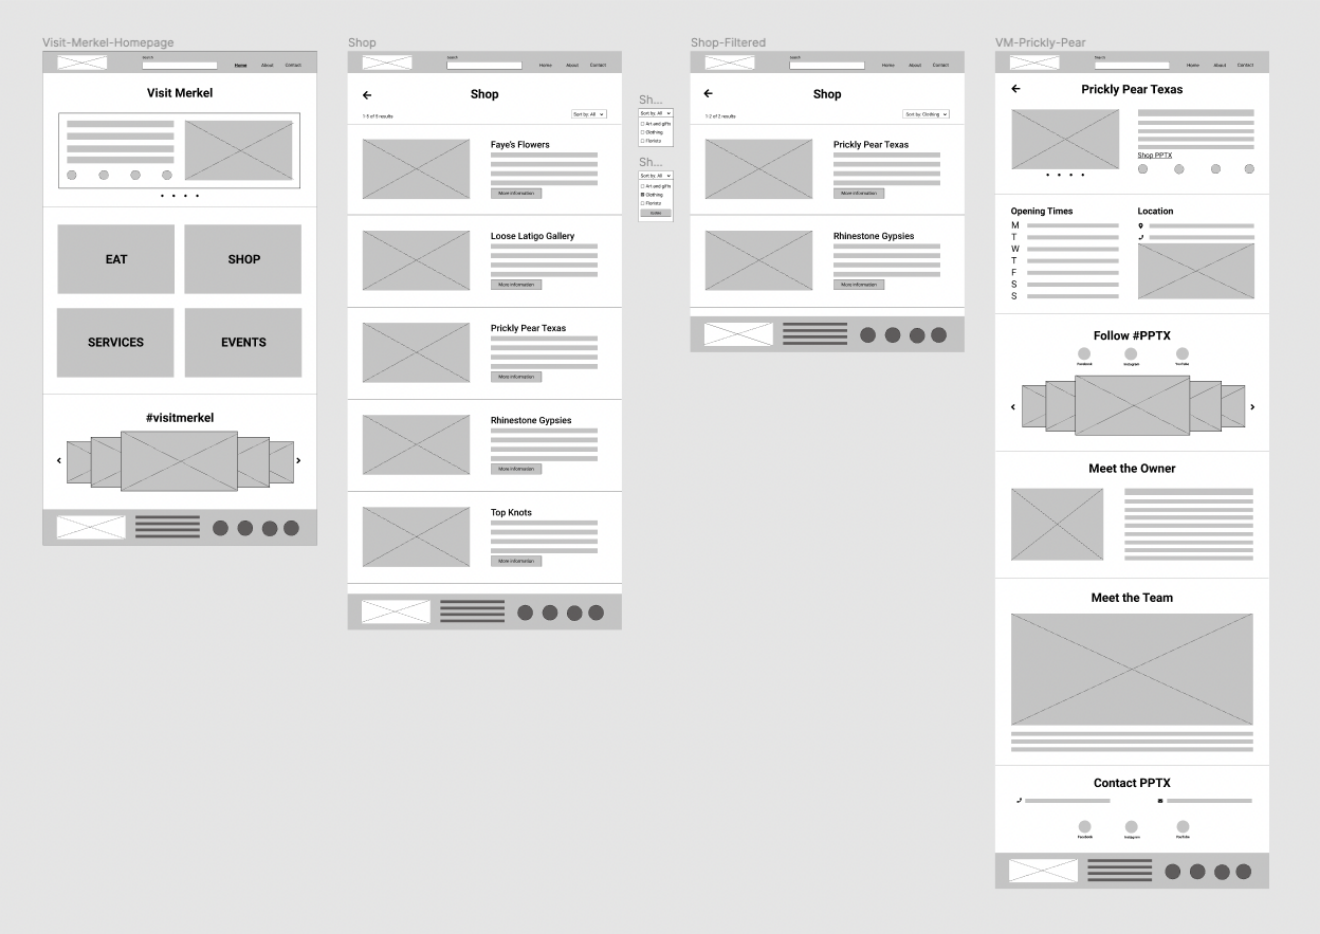 Visit-Merkel-Homepage
Search
Home About Contact
Visit Merkel
EAT
SHOP
SERVICES
EVENTS
#visitmerkel
Shop
Search
Home About Contact
Shop
1-5 of 5 results
Sort by: All
Faye's Flowers
More information
Loose Latigo Gallery
More information
Prickly Pear Texas
More information
Rhinestone Gypsies
More information
Top Knots
More information
Sh...
Sort by: All
Art and gifts
Clothing
Florists
Sh...
Sort by: All
Art and gifts
Clothing
Florists
Shop-Filtered
Search
Home About Contact
Shop
1-2 of 2 results
Sort by: Clothing
Prickly Pear Texas
More information
Rhinestone Gypsies
More information
VM-Prickly-Pear
Search
Home About Contact
Prickly Pear Texas
Shop PPTX
Opening Times
M
T
W
T
F
S
S
Location
Follow #PPTX
Facebook Instagram YouTube
Meet the Owner
Meet the Team
Contact PPTX
Facebook Instagram YouTube